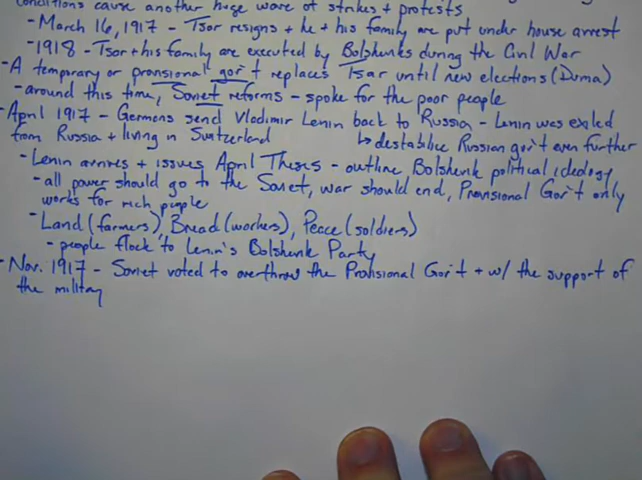 conditions cause another huge wave of strikes + protests
- March 16, 1917 - Tsar resigns + he + his family are put under house arrest
- 1918 - Tsar + his family are executed by Bolsheviks during the Civil War
- A temporary or provisional gov't replaces Tsar until new elections (Duma)
- around this time, Soviet reforms - spoke for the poor people
- April 1917 - Germans send Vladimir Lenin back to Russia - Lenin was exiled
from Russia + living in Switzerland ↳ destabilize Russian gov't even further
- Lenin arrives + issues April Theses - outline Bolshevik political ideology
- all power should go to the Soviet, war should end, Provisional Gov't only
works for rich people
- Land (farmers), Bread (workers), Peace (soldiers)
- people flock to Lenin's Bolshevik Party
- Nov. 1917 - Soviet voted to overthrow the Provisional Gov't + w/ the support of
the military